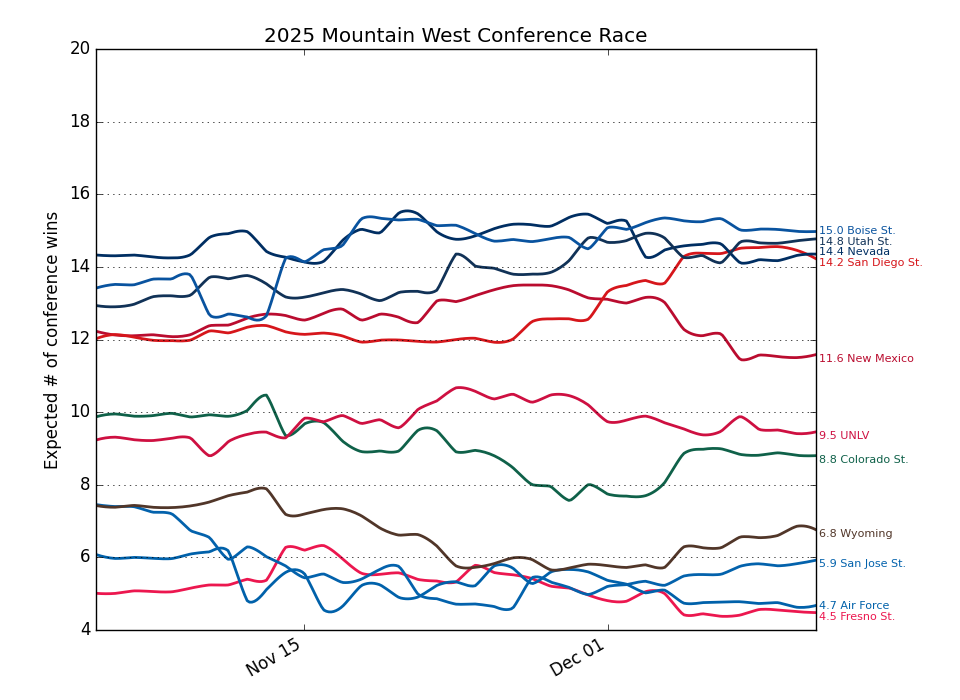 2025 Mountain West Conference Race
Expected # of conference wins
20
18
16
14
12
10
8
6
4
Nov 15
Dec 01
15.0 Boise St.
14.8 Utah St.
14.4 Nevada
14.2 San Diego St.
11.6 New Mexico
9.5 UNLV
8.8 Colorado St.
6.8 Wyoming
5.9 San Jose St.
4.7 Air Force
4.5 Fresno St.